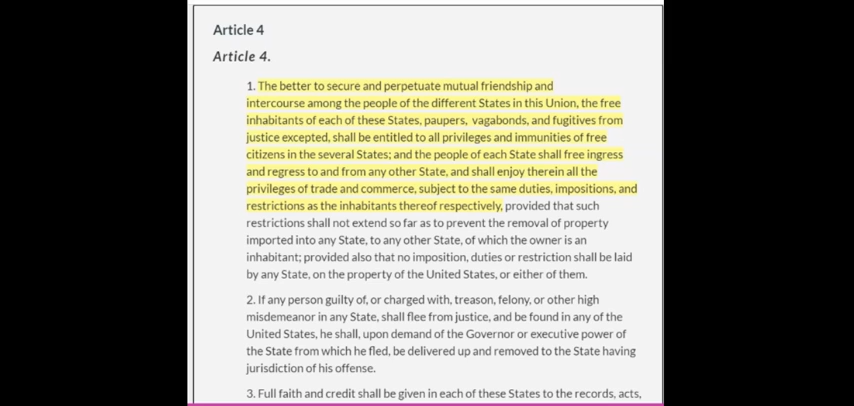 Article 4
Article 4.
1. The better to secure and perpetuate mutual friendship and
intercourse among the people of the different States in this Union, the free
inhabitants of each of these States, paupers, vagabonds, and fugitives from
justice excepted, shall be entitled to all privileges and immunities of free
citizens in the several States; and the people of each State shall free ingress
and regress to and from any other State, and shall enjoy therein all the
privileges of trade and commerce, subject to the same duties, impositions, and
restrictions as the inhabitants thereof respectively, provided that such
restrictions shall not extend so far as to prevent the removal of property
imported into any State, to any other State, of which the owner is an
inhabitant; provided also that no imposition, duties or restriction shall be laid
by any State, on the property of the United States, or either of them.
2. If any person guilty of, or charged with, treason, felony, or other high
misdemeanor in any State, shall flee from justice, and be found in any of the
United States, he shall, upon demand of the Governor or executive power of
the State from which he fled, be delivered up and removed to the State having
jurisdiction of his offense.
3. Full faith and credit shall be given in each of these States to the records, acts,